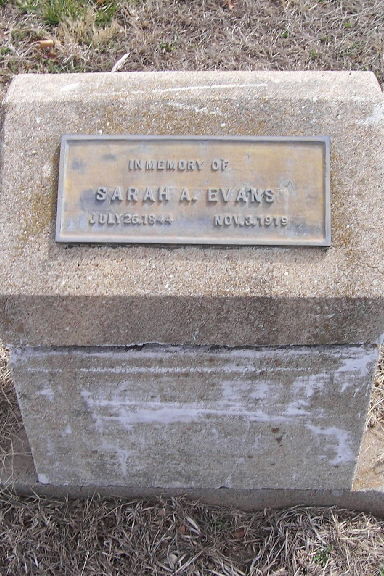 IN MEMORY OF
SARAH A. EVANS
JULY 26.1844 NOV.3.1919